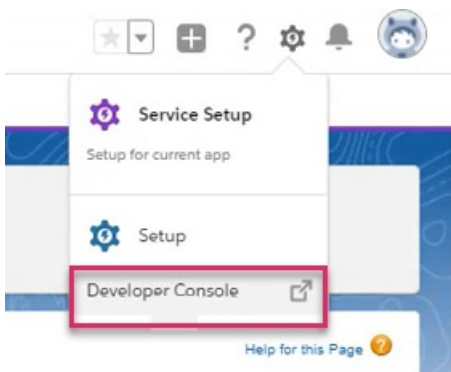 Service Setup
Setup for current app
Setup
Developer Console
Help for this Page